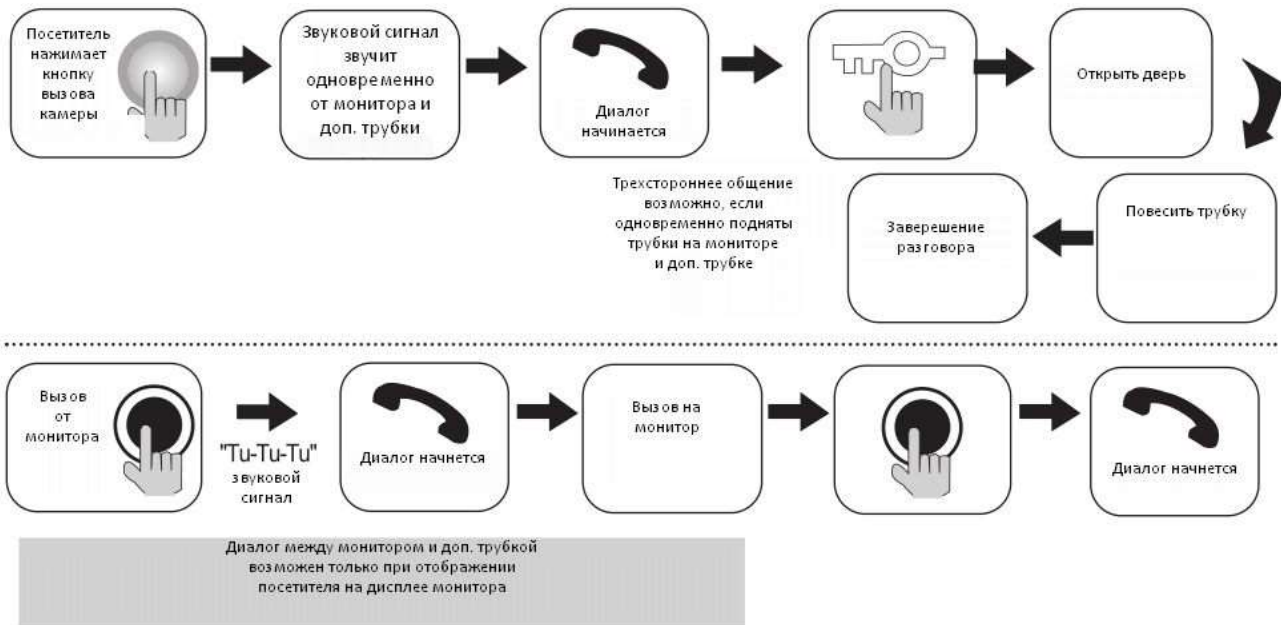 Посетитель
нажимает
кнопку
вызова
камеры
Звуковой сигнал
звучит
одновременно
от монитора и
доп. трубки
Диалог
начинается
Открыть дверь
Трехстороннее общение
возможно, если
одновременно подняты
трубки на мониторе
и доп. трубке
Повесить трубку
Заверешение
разговора
Вызов
от
монитора
"Tu-Tu-Tu"
звуковой
сигнал
Диалог начнется
Вызов на
монитор
Диалог начнется
Диалог между монитором и доп. трубкой
возможен только при отображении
посетителя на дисплее монитора